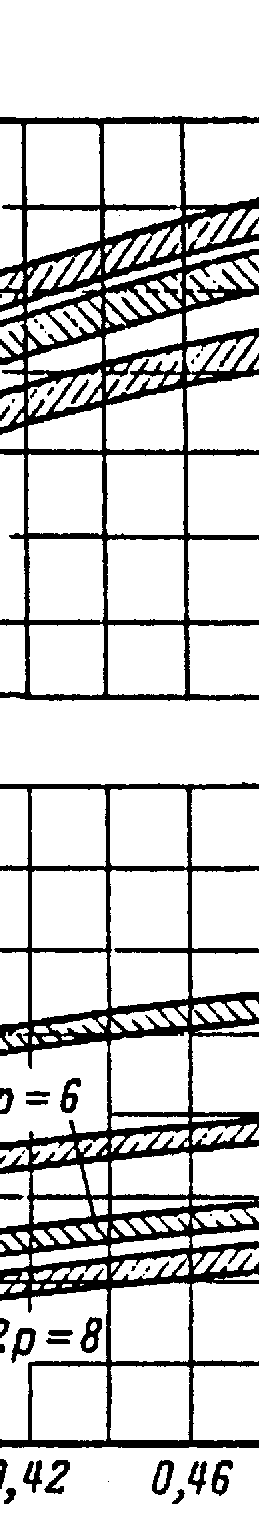 p = 6
2p = 8
0,42 0,46